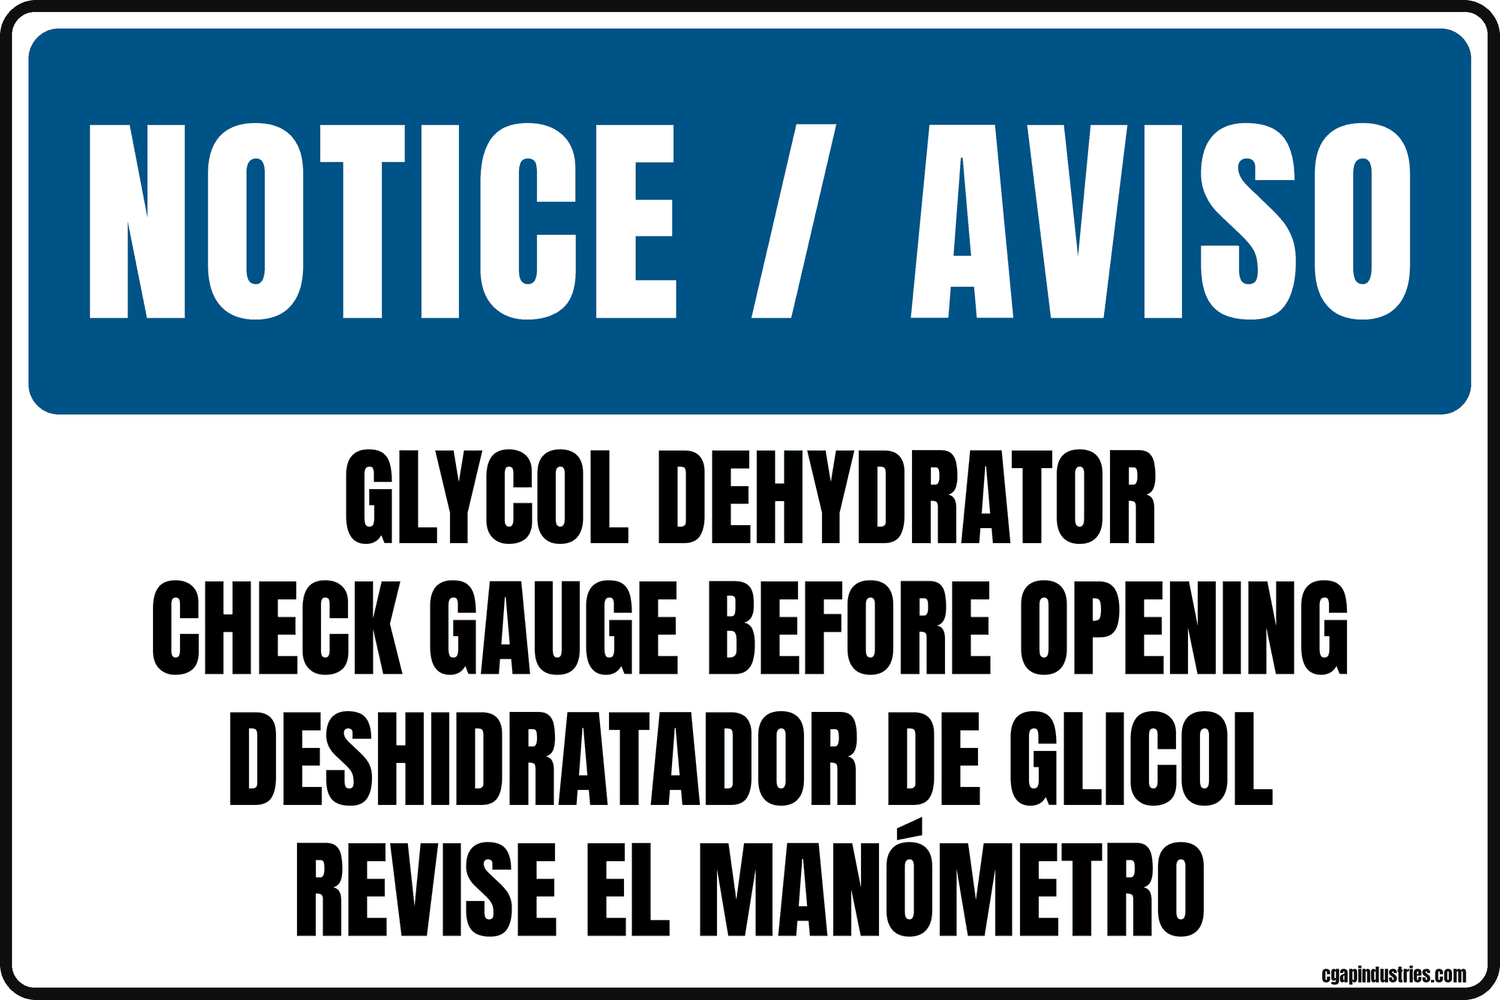 NOTICE / AVISO
GLYCOL DEHYDRATOR
CHECK GAUGE BEFORE OPENING
DESHIDRATADOR DE GLICOL
REVISE EL MANÓMETRO
cgapindustries.com